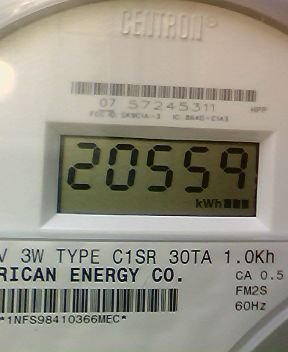 CENTRON®
07 57245311 HPP
20559
kWh
V 3W TYPE C1SR 30TA 1.0Kh
RICAN ENERGY CO. CA 0.5
FM2S
*1NFS98410366MEC* 60Hz